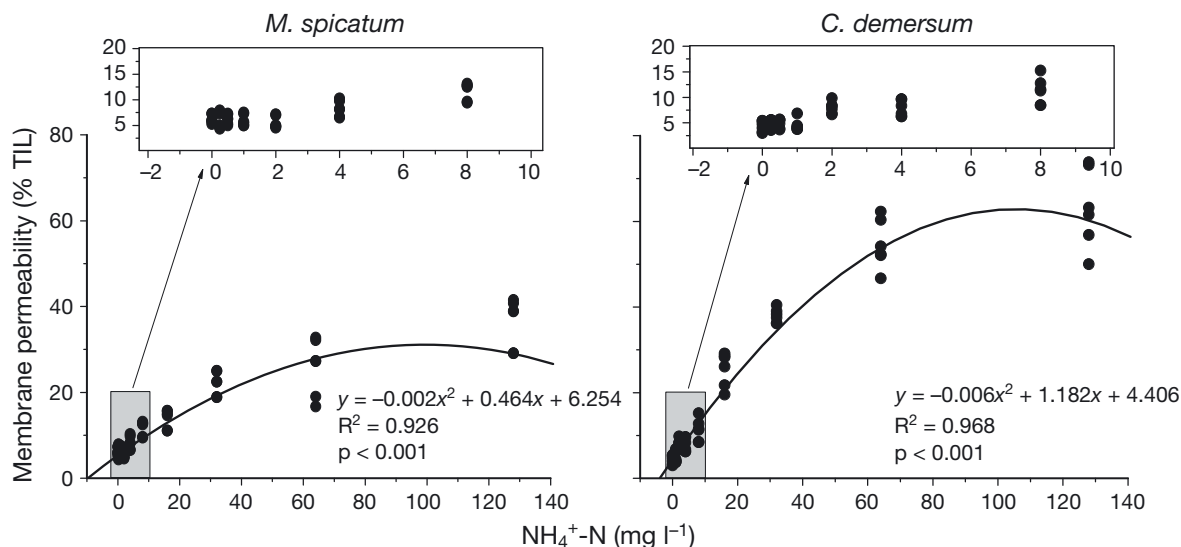 M. spicatum
C. demersum
20
15
10
5
−2 0 2 4 6 8 10
20
15
10
5
−2 0 2 4 6 8 10
Membrane permeability (% TIL)
80
60
40
20
0
0 20 40 60 80 100 120 140
0 20 40 60 80 100 120 140
y = −0.002x² + 0.464x + 6.254
R² = 0.926
p < 0.001
y = −0.006x² + 1.182x + 4.406
R² = 0.968
p < 0.001
NH₄⁺-N (mg l⁻¹)